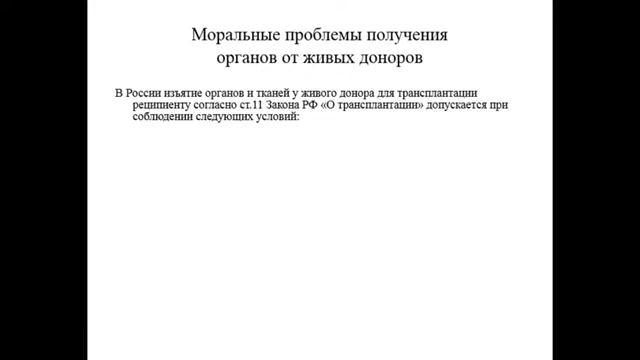 Моральные проблемы получения
органов от живых доноров
В России изъятие органов и тканей у живого донора для трансплантации
реципиенту согласно ст.11 Закона РФ «О трансплантации» допускается при
соблюдении следующих условий: